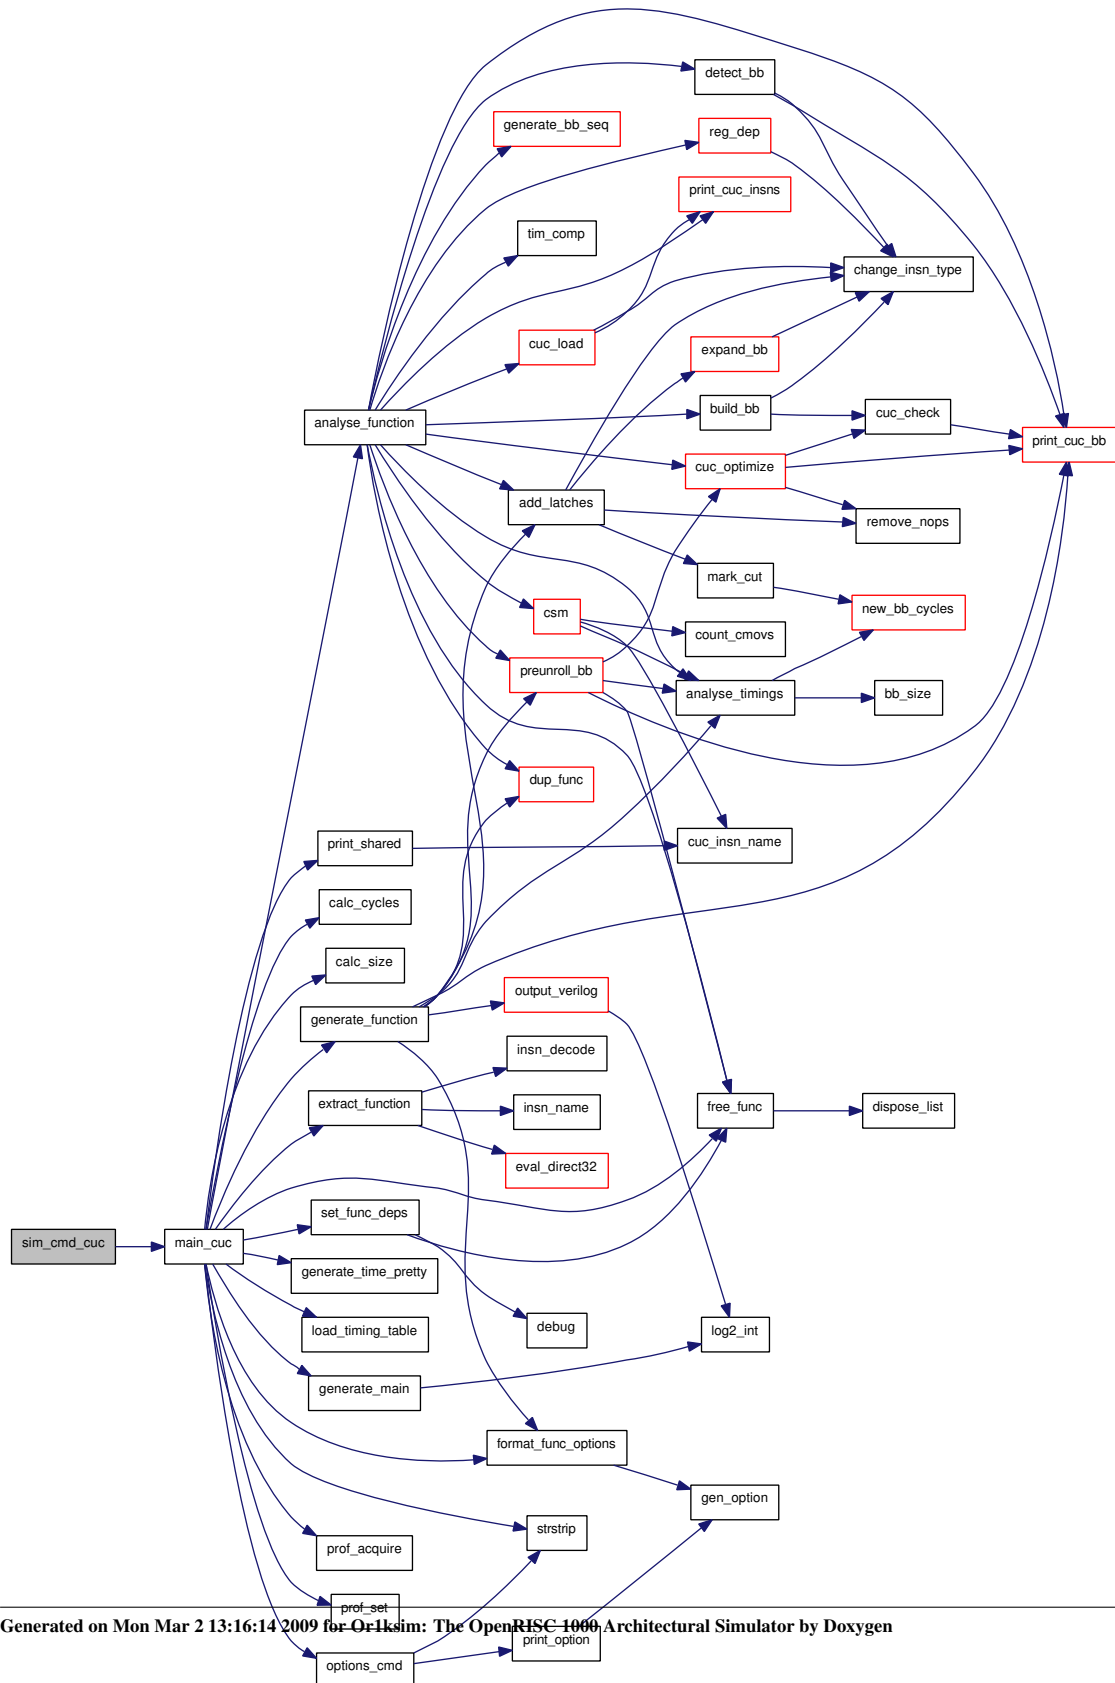 detect_bb
generate_bb_seq
reg_dep
print_cuc_insns
tim_comp
change_insn_type
cuc_load
expand_bb
build_bb
cuc_check
analyse_function
print_cuc_bb
cuc_optimize
add_latches
remove_nops
mark_cut
new_bb_cycles
csm
count_cmovs
preunroll_bb
analyse_timings
bb_size
dup_func
print_shared
cuc_insn_name
calc_cycles
calc_size
output_verilog
generate_function
insn_decode
extract_function
insn_name
free_func
dispose_list
eval_direct32
set_func_deps
sim_cmd_cuc
main_cuc
generate_time_pretty
load_timing_table
debug
log2_int
generate_main
format_func_options
gen_option
strstrip
prof_acquire
prof_set
Generated on Mon Mar 2 13:16:14 2009 for Or1ksim: The OpenRISC 1000 Architectural Simulator by Doxygen
print_option
options_cmd